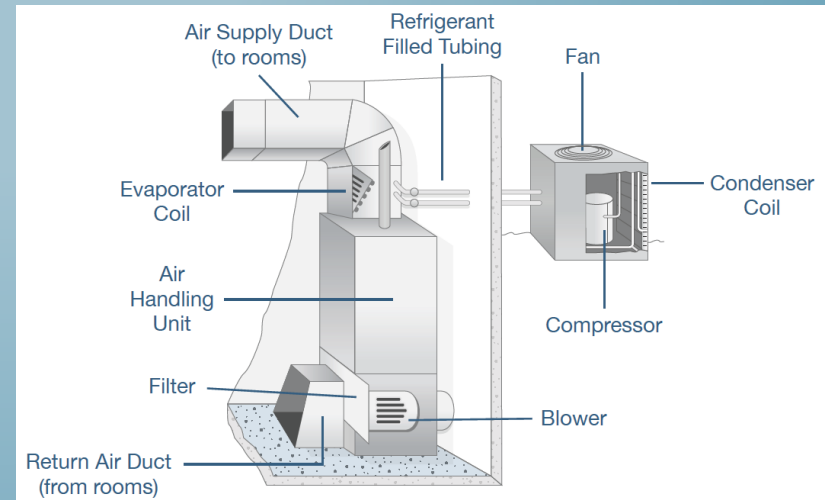 Air Supply Duct
(to rooms)
Refrigerant
Filled Tubing
Fan
Evaporator
Coil
Condenser
Coil
Air
Handling
Unit
Compressor
Filter
Blower
Return Air Duct
(from rooms)